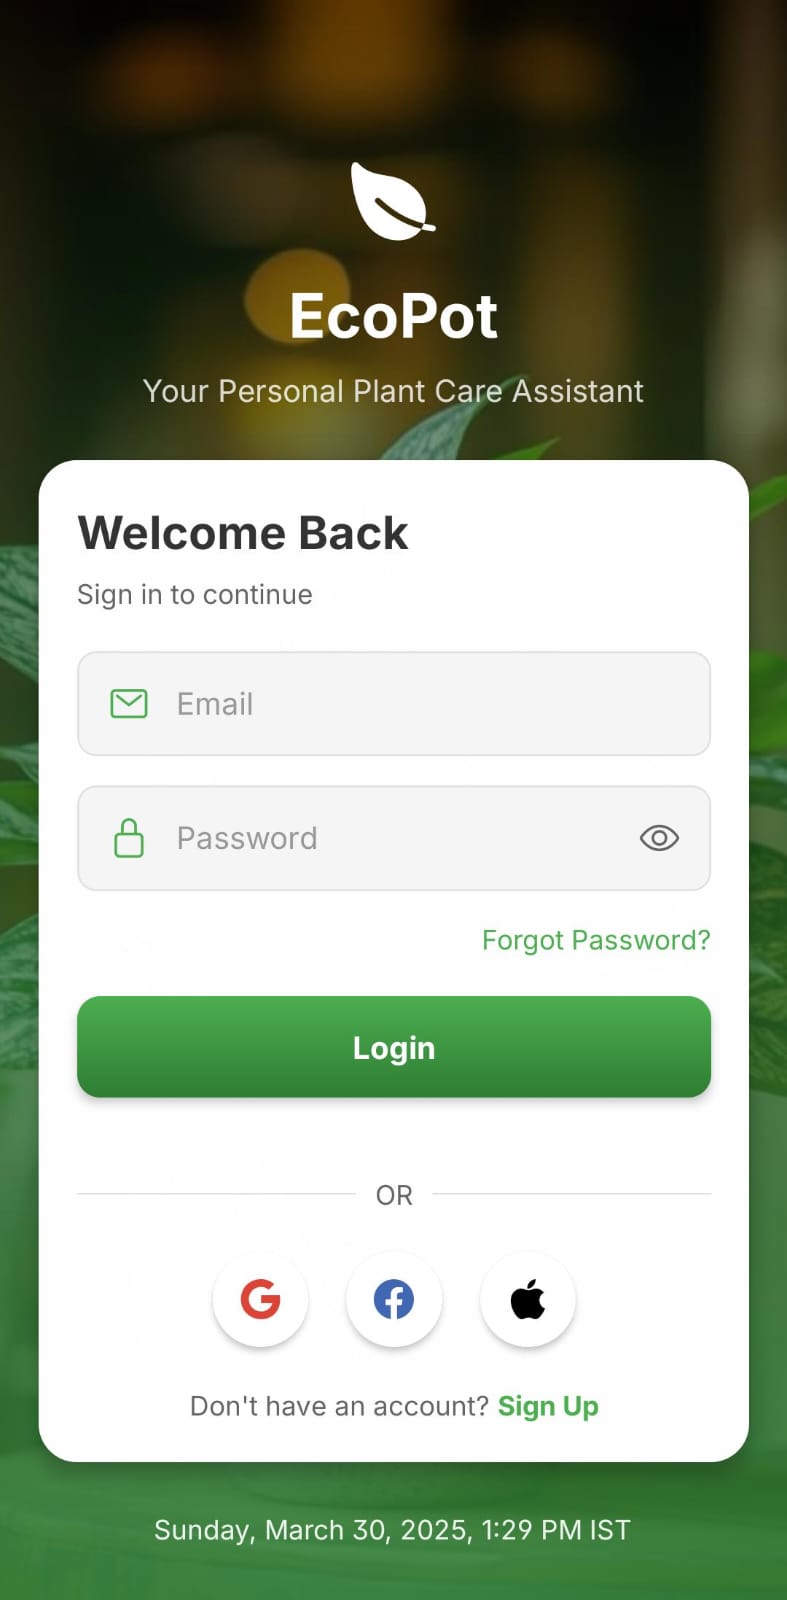 EcoPot
Your Personal Plant Care Assistant
Welcome Back
Sign in to continue
Email
Password
Forgot Password?
Login
OR
Don't have an account? Sign Up
Sunday, March 30, 2025, 1:29 PM IST